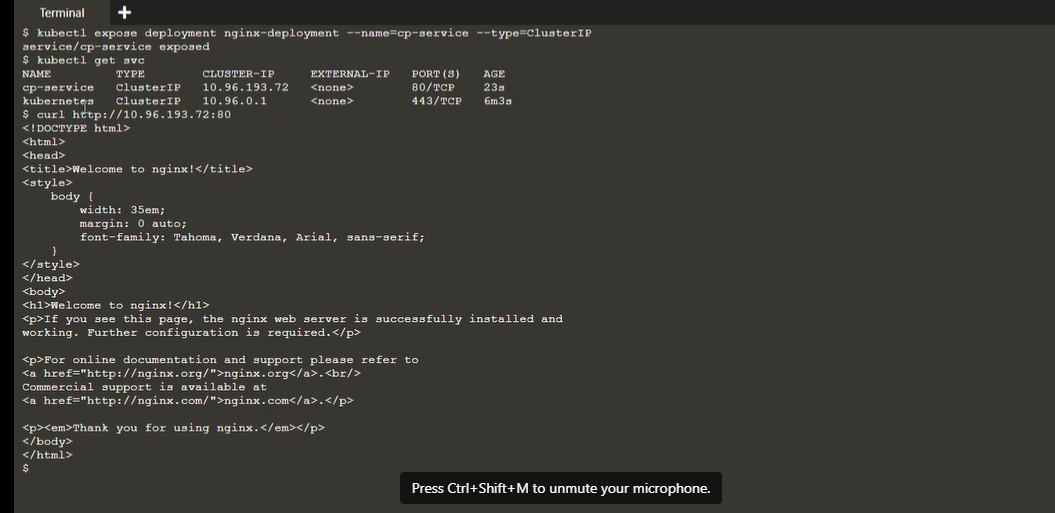 Terminal +
$ kubectl expose deployment nginx-deployment --name=cp-service --type=ClusterIP
service/cp-service exposed
$ kubectl get svc
NAME TYPE CLUSTER-IP EXTERNAL-IP PORT(S) AGE
cp-service ClusterIP 10.96.193.72 <none> 80/TCP 23s
kubernetes ClusterIP 10.96.0.1 <none> 443/TCP 6m3s
$ curl http://10.96.193.72:80
<!DOCTYPE html>
<html>
<head>
<title>Welcome to nginx!</title>
<style>
    body {
        width: 35em;
        margin: 0 auto;
        font-family: Tahoma, Verdana, Arial, sans-serif;
    }
</style>
</head>
<body>
<h1>Welcome to nginx!</h1>
<p>If you see this page, the nginx web server is successfully installed and
working. Further configuration is required.</p>
<p>For online documentation and support please refer to
<a href="http://nginx.org/">nginx.org</a>.<br/>
Commercial support is available at
<a href="http://nginx.com/">nginx.com</a>.</p>
<p><em>Thank you for using nginx.</em></p>
</body>
</html>
$
Press Ctrl+Shift+M to unmute your microphone.